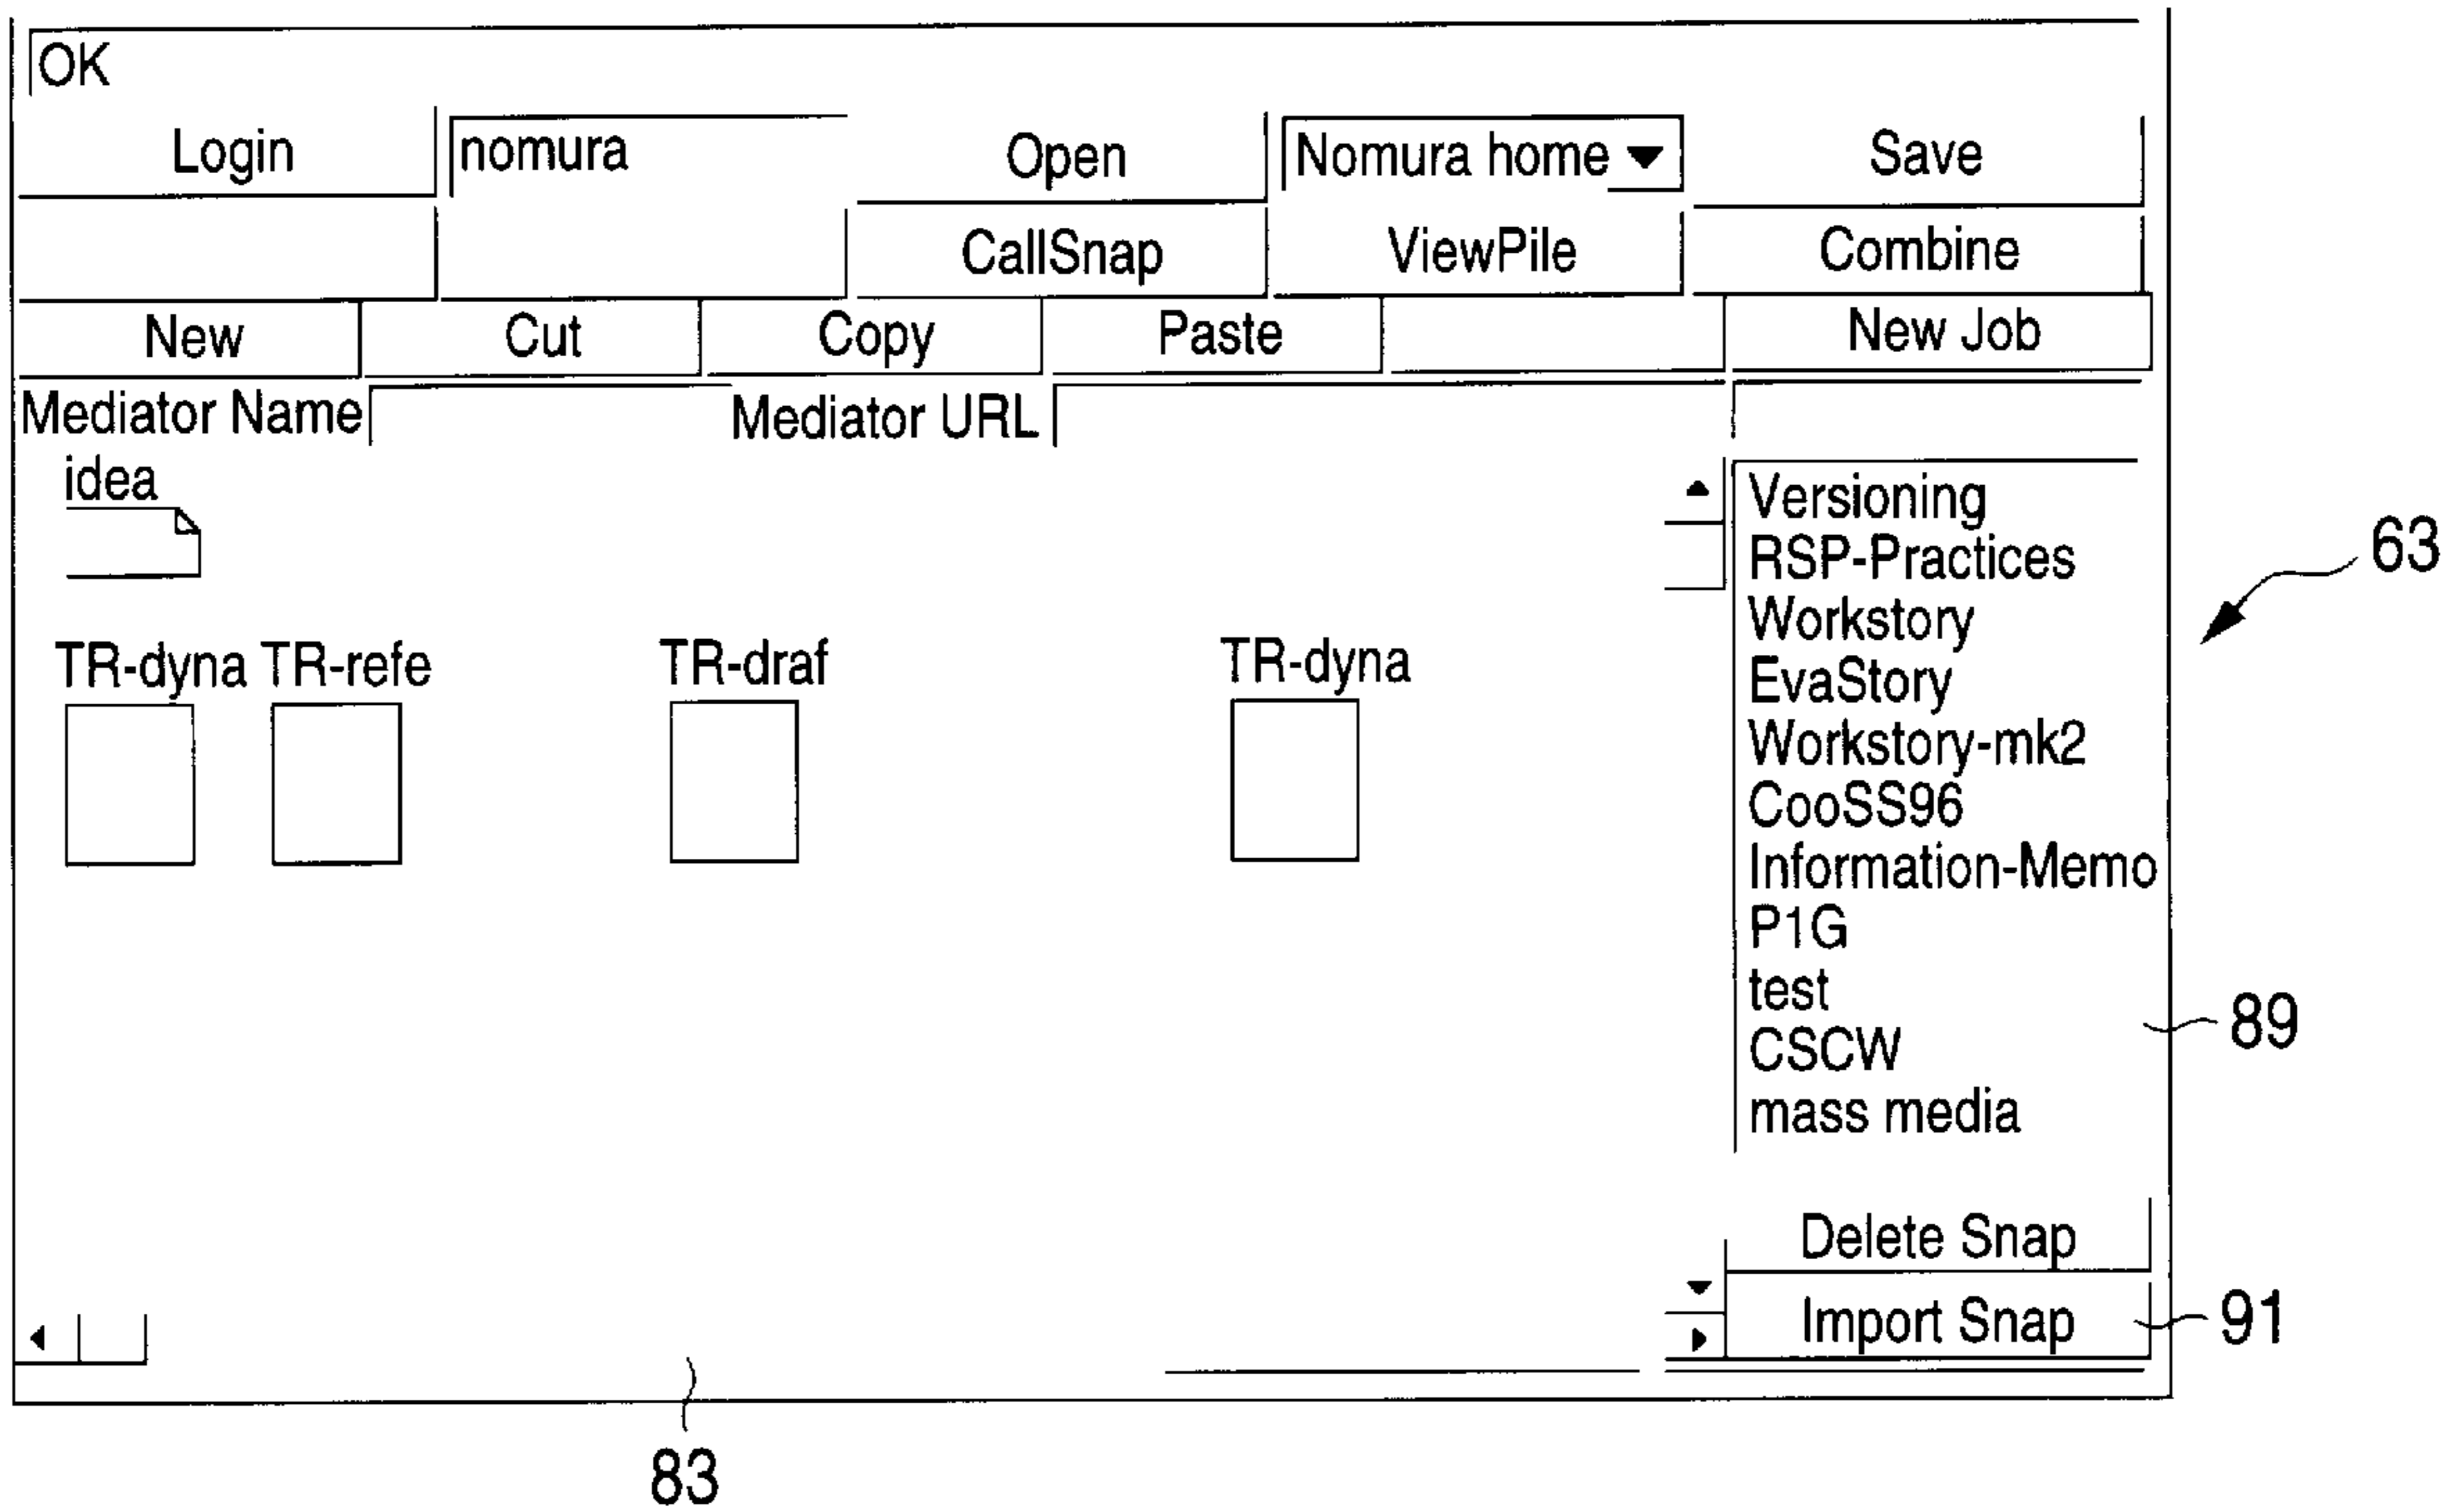 OK
Login nomura Open Nomura home Save
CallSnap ViewPile Combine
New Cut Copy Paste New Job
Mediator Name Mediator URL
idea
Versioning
RSP-Practices
63
Workstory
TR-dyna TR-refe TR-draf TR-dyna
EvaStory
Workstory-mk2
CooSS96
Information-Memo
P1G
test
89
CSCW
mass media
Delete Snap
Import Snap 91
83